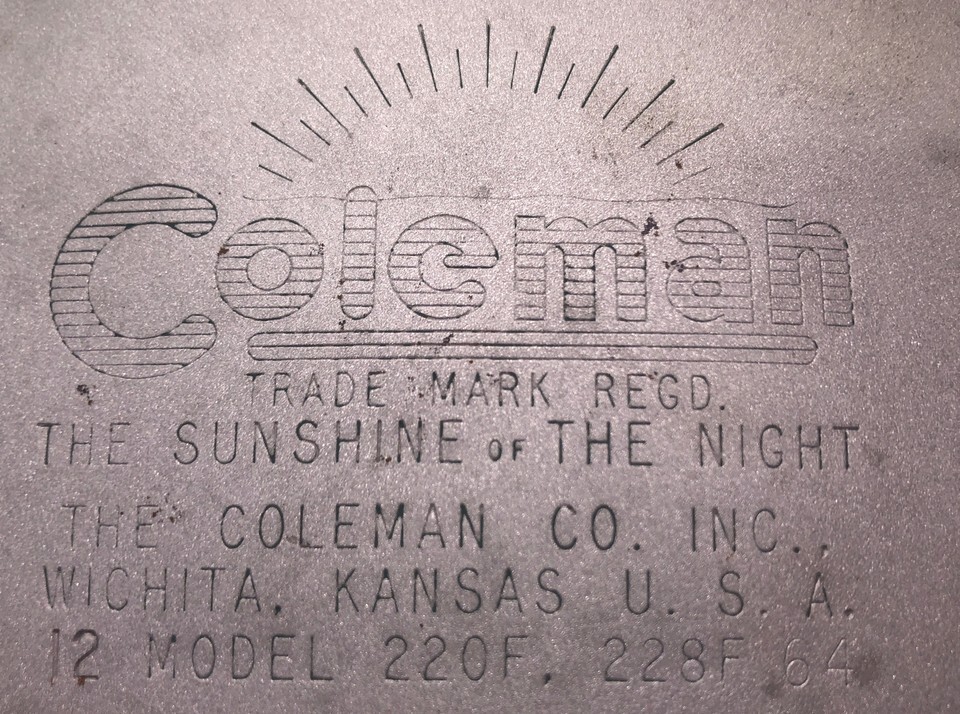 Coleman
TRADE MARK REG'D.
THE SUNSHINE OF THE NIGHT
THE COLEMAN CO. INC.,
WICHITA, KANSAS U. S. A.
12 MODEL 220F, 228F 64